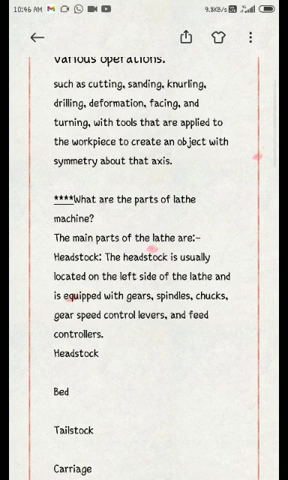 10:46 AM
9.3KB/s
various operations.
such as cutting, sanding, knurling,
drilling, deformation, facing, and
turning, with tools that are applied to
the workpiece to create an object with
symmetry about that axis.
****What are the parts of lathe
machine?
The main parts of the lathe are:-
Headstock: The headstock is usually
located on the left side of the lathe and
is equipped with gears, spindles, chucks,
gear speed control levers, and feed
controllers.
Headstock
Bed
Tailstock
Carriage